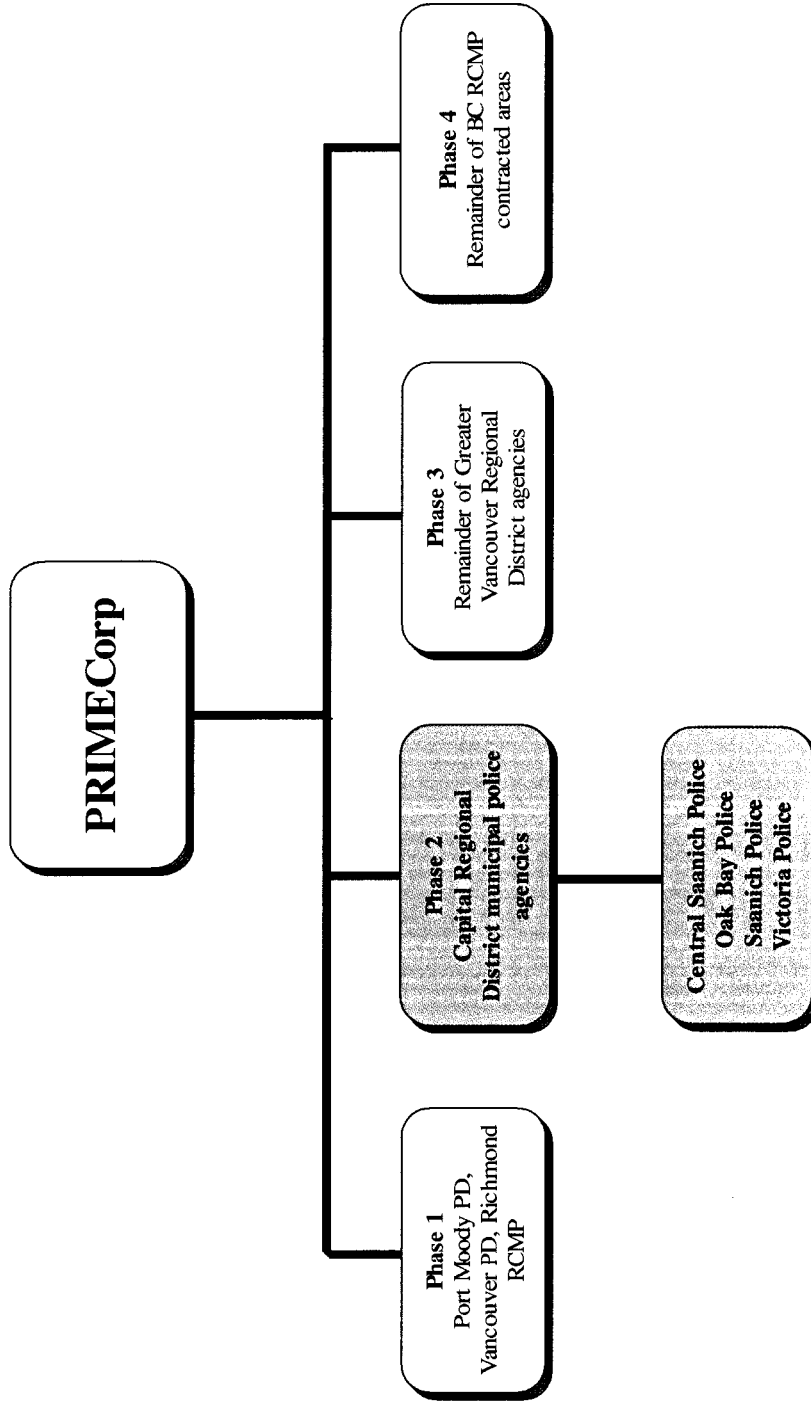 PRIMECorp
Phase 1
Port Moody PD,
Vancouver PD, Richmond
RCMP
Phase 2
Capital Regional
District municipal police
agencies
Phase 3
Remainder of Greater
Vancouver Regional
District agencies
Phase 4
Remainder of BC RCMP
contracted areas
Central Saanich Police
Oak Bay Police
Saanich Police
Victoria Police